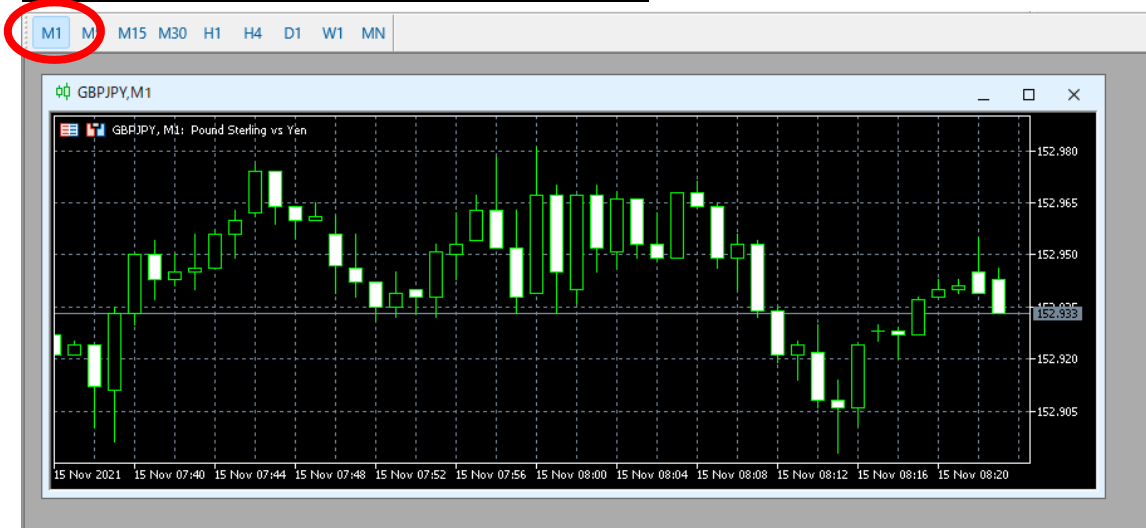 M1 M M15 M30 H1 H4 D1 W1 MN
GBPJPY,M1
GBPJPY, M1: Pound Sterling vs Yen
152.980
152.965
152.950
152.933
152.920
152.905
15 Nov 2021 15 Nov 07:40 15 Nov 07:44 15 Nov 07:48 15 Nov 07:52 15 Nov 07:56 15 Nov 08:00 15 Nov 08:04 15 Nov 08:08 15 Nov 08:12 15 Nov 08:16 15 Nov 08:20